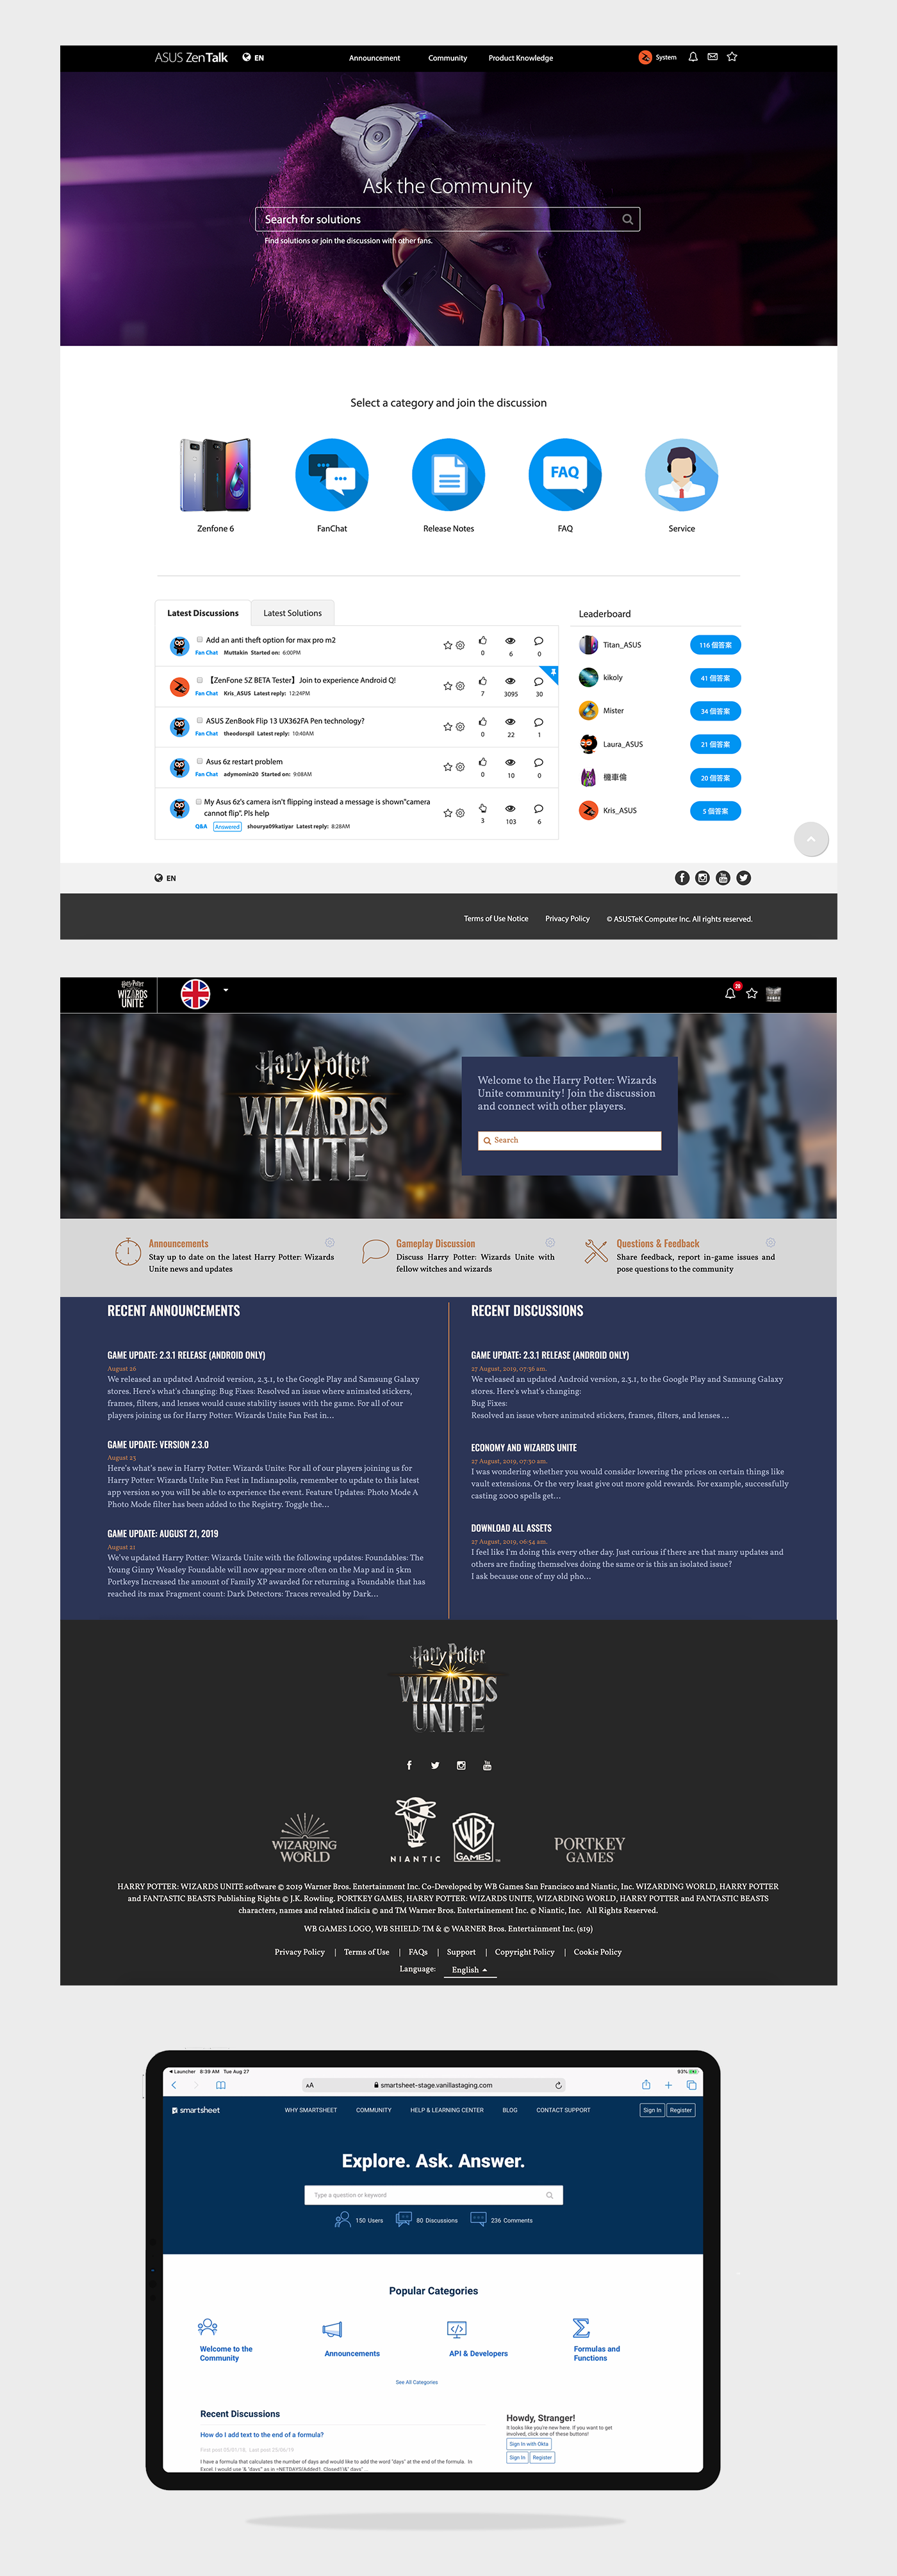 ASUS ZenTalk EN Announcement Community Product Knowledge System
Ask the Community
Search for solutions
Find solutions or join the discussion with other fans.
Select a category and join the discussion
Zenfone 6 FanChat Release Notes FAQ Service
FAQ
Latest Discussions Latest Solutions
Add an anti theft option for max pro m2
Fan Chat Muttakin Started on: 6:00PM 0 6 0
【ZenFone 5Z BETA Tester】Join to experience Android Q!
Fan Chat Kris_ASUS Latest reply: 12:24PM 7 3095 30
ASUS ZenBook Flip 13 UX362FA Pen technology?
Fan Chat theodorspil Latest reply: 10:40AM 0 22 1
Asus 6z restart problem
Fan Chat adymomin20 Started on: 9:08AM 0 10 0
My Asus 6z's camera isn't flipping instead a message is shown"camera
cannot flip". Pls help
Q&A Answered shourya09katiyar Latest reply: 8:28AM 3 103 6
Leaderboard
Titan_ASUS 116 個答案
kikoly 41 個答案
Mister 34 個答案
Laura_ASUS 21 個答案
機車倫 20 個答案
Kris_ASUS 5 個答案
EN
Terms of Use Notice Privacy Policy © ASUSTeK Computer Inc. All rights reserved.
Harry Potter
WIZARDS
UNITE
Harry Potter
WIZARDS
UNITE
Welcome to the Harry Potter: Wizards
Unite community! Join the discussion
and connect with other players.
Search
Announcements
Stay up to date on the latest Harry Potter: Wizards
Unite news and updates
Gameplay Discussion
Discuss Harry Potter: Wizards Unite with
fellow witches and wizards
Questions & Feedback
Share feedback, report in-game issues and
pose questions to the community
RECENT ANNOUNCEMENTS
GAME UPDATE: 2.3.1 RELEASE (ANDROID ONLY)
August 26
We released an updated Android version, 2.3.1, to the Google Play and Samsung Galaxy
stores. Here's what's changing: Bug Fixes: Resolved an issue where animated stickers,
frames, filters, and lenses would cause stability issues with the game. For all of our
players joining us for Harry Potter: Wizards Unite Fan Fest in...
GAME UPDATE: VERSION 2.3.0
August 23
Here's what's new in Harry Potter: Wizards Unite: For all of our players joining us for
Harry Potter: Wizards Unite Fan Fest in Indianapolis, remember to update to this latest
app version so you will be able to experience the event. Feature Updates: Photo Mode A
Photo Mode filter has been added to the Registry. Toggle the...
GAME UPDATE: AUGUST 21, 2019
August 21
We've updated Harry Potter: Wizards Unite with the following updates: Foundables: The
Young Ginny Weasley Foundable will now appear more often on the Map and in 5km
Portkeys Increased the amount of Family XP awarded for returning a Foundable that has
reached its max Fragment count: Dark Detectors: Traces revealed by Dark...
RECENT DISCUSSIONS
GAME UPDATE: 2.3.1 RELEASE (ANDROID ONLY)
27 August, 2019, 07:36 am.
We released an updated Android version, 2.3.1, to the Google Play and Samsung Galaxy
stores. Here's what's changing:
Bug Fixes:
Resolved an issue where animated stickers, frames, filters, and lenses ...
ECONOMY AND WIZARDS UNITE
27 August, 2019, 07:30 am.
I was wondering whether you would consider lowering the prices on certain things like
vault extensions. Or the very least give out more gold rewards. For example, successfully
casting 2000 spells get...
DOWNLOAD ALL ASSETS
27 August, 2019, 06:54 am.
I feel like I'm doing this every other day. Just curious if there are that many updates and
others are finding themselves doing the same or is this an isolated issue?
I ask because one of my old pho...
Harry Potter
WIZARDS
UNITE
WIZARDING
WORLD
NIANTIC
WB
GAMES
PORTKEY
GAMES
HARRY POTTER: WIZARDS UNITE software © 2019 Warner Bros. Entertainment Inc. Co-Developed by WB Games San Francisco and Niantic, Inc. WIZARDING WORLD, HARRY POTTER
and FANTASTIC BEASTS Publishing Rights © J.K. Rowling. PORTKEY GAMES, HARRY POTTER: WIZARDS UNITE, WIZARDING WORLD, HARRY POTTER and FANTASTIC BEASTS
characters, names and related indicia © and TM Warner Bros. Entertainement Inc. © Niantic, Inc. All Rights Reserved.
WB GAMES LOGO, WB SHIELD: TM & © WARNER Bros. Entertainment Inc. (s19)
Privacy Policy | Terms of Use | FAQs | Support | Copyright Policy | Cookie Policy
Language: English
Launcher 8:39 AM Tue Aug 27 93%
AA smartsheet-stage.vanillastaging.com
smartsheet WHY SMARTSHEET COMMUNITY HELP & LEARNING CENTER BLOG CONTACT SUPPORT Sign In Register
Explore. Ask. Answer.
Type a question or keyword
150 Users 80 Discussions 236 Comments
Popular Categories
Welcome to the
Community
Announcements
API & Developers
Formulas and
Functions
See All Categories
Recent Discussions
How do I add text to the end of a formula?
First post 03/01/18, Last post 25/06/19
I have a formula that calculates the number of days and would like to add the word "days" at the end of the formula. In
Excel I would use & "days" as in =NETDAYS(Added1, Closed1)&" days"...
Howdy, Stranger!
It looks like you're new here. If you want to get
involved, click one of these buttons!
Sign In with Okta
Sign In Register